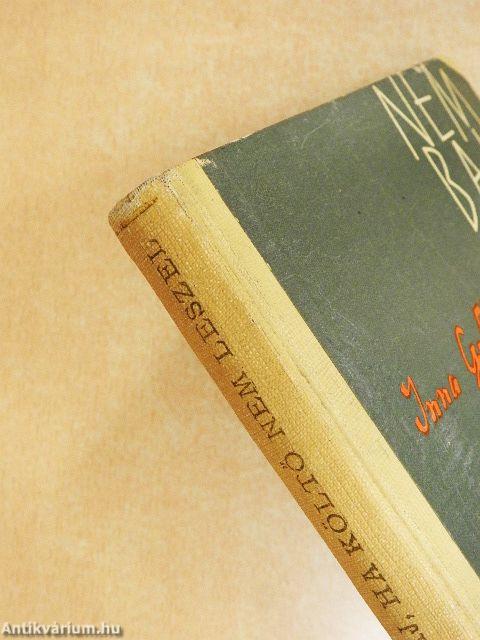 NEM
BA
Inna G
J, HA KÖLTŐ NEM LESZEL
Antikvárium.hu